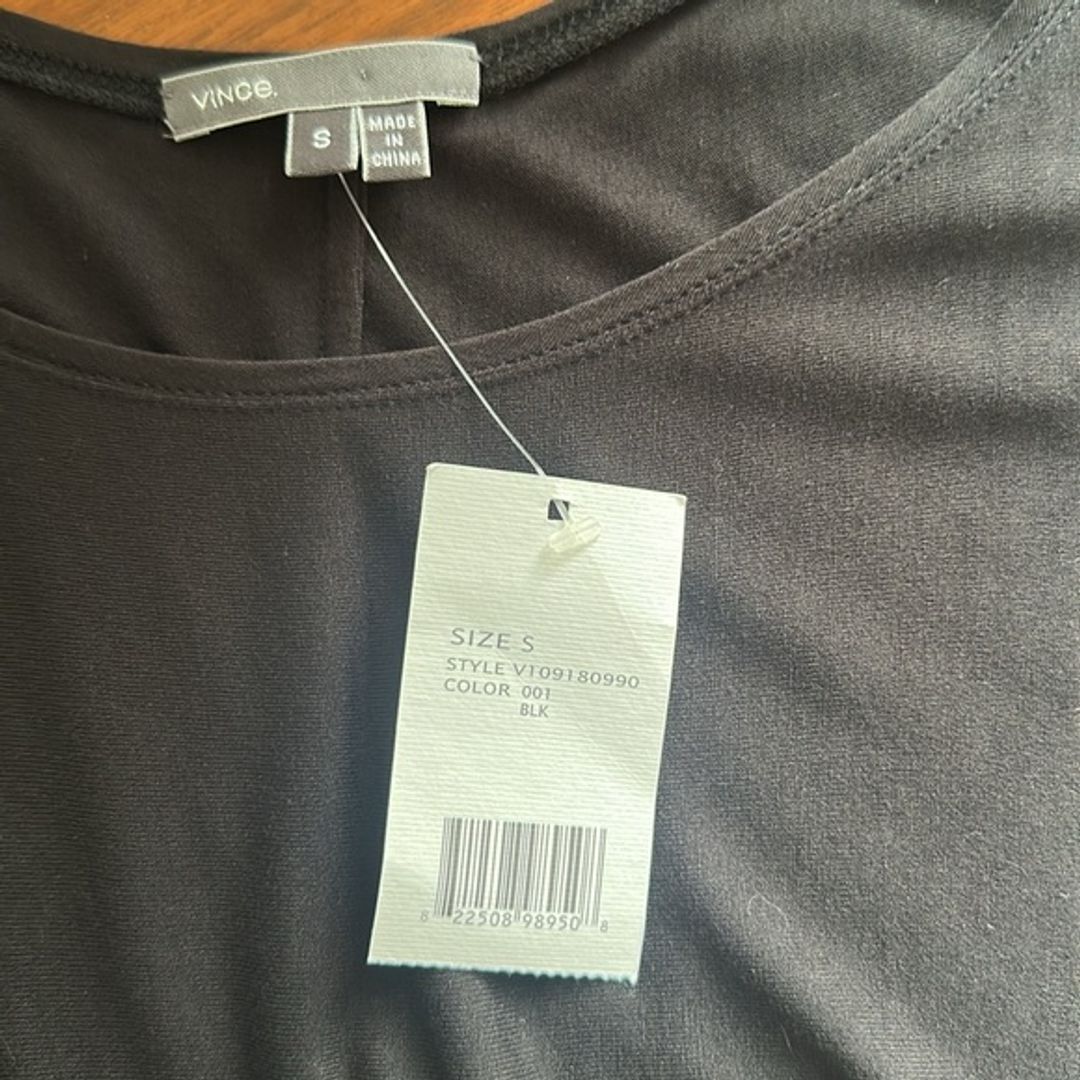 VINCE.
S
MADE
IN
CHINA
SIZE S
STYLE V109180990
COLOR 001
BLK
8 22508 98950 8